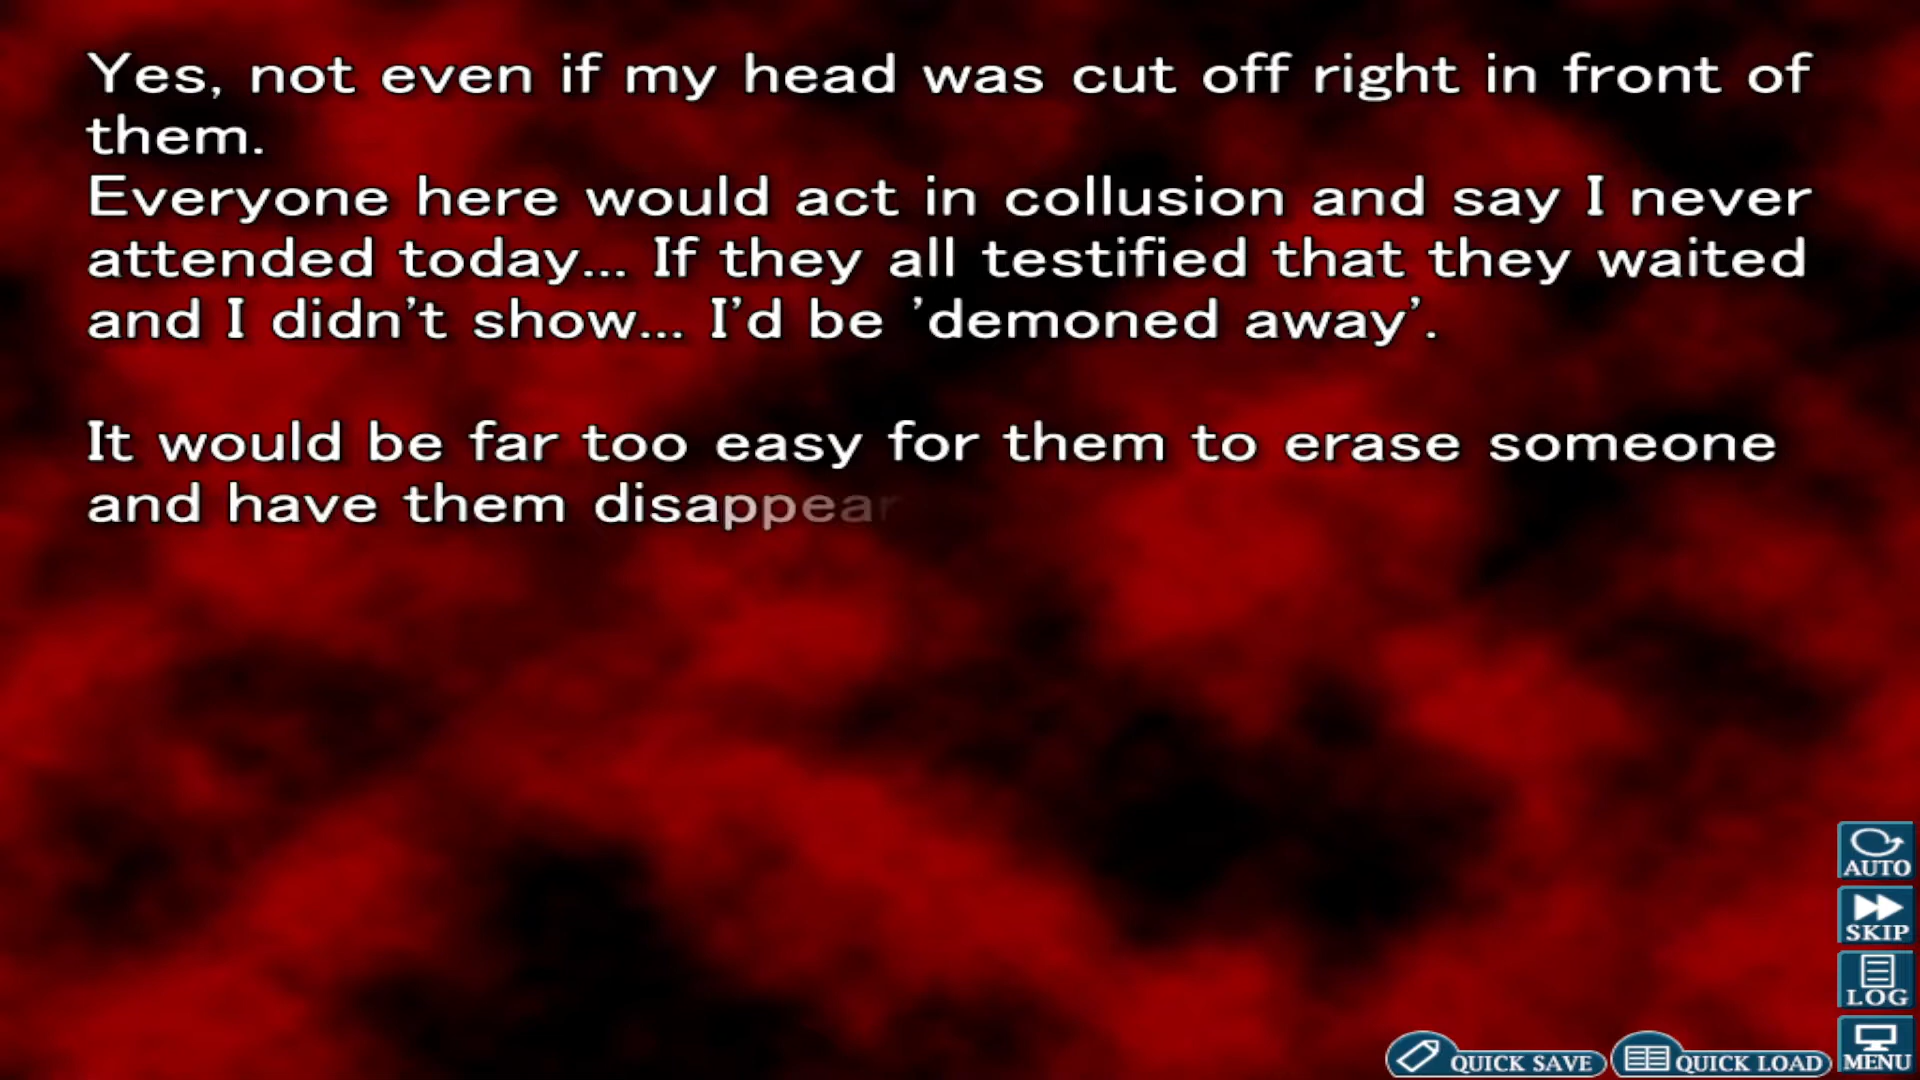 Yes, not even if my head was cut off right in front of
them.
Everyone here would act in collusion and say I never
attended today... If they all testified that they waited
and I didn't show... I'd be 'demoned away'.
It would be far too easy for them to erase someone
and have them disappear
AUTO
SKIP
LOG
MENU
QUICK SAVE
QUICK LOAD